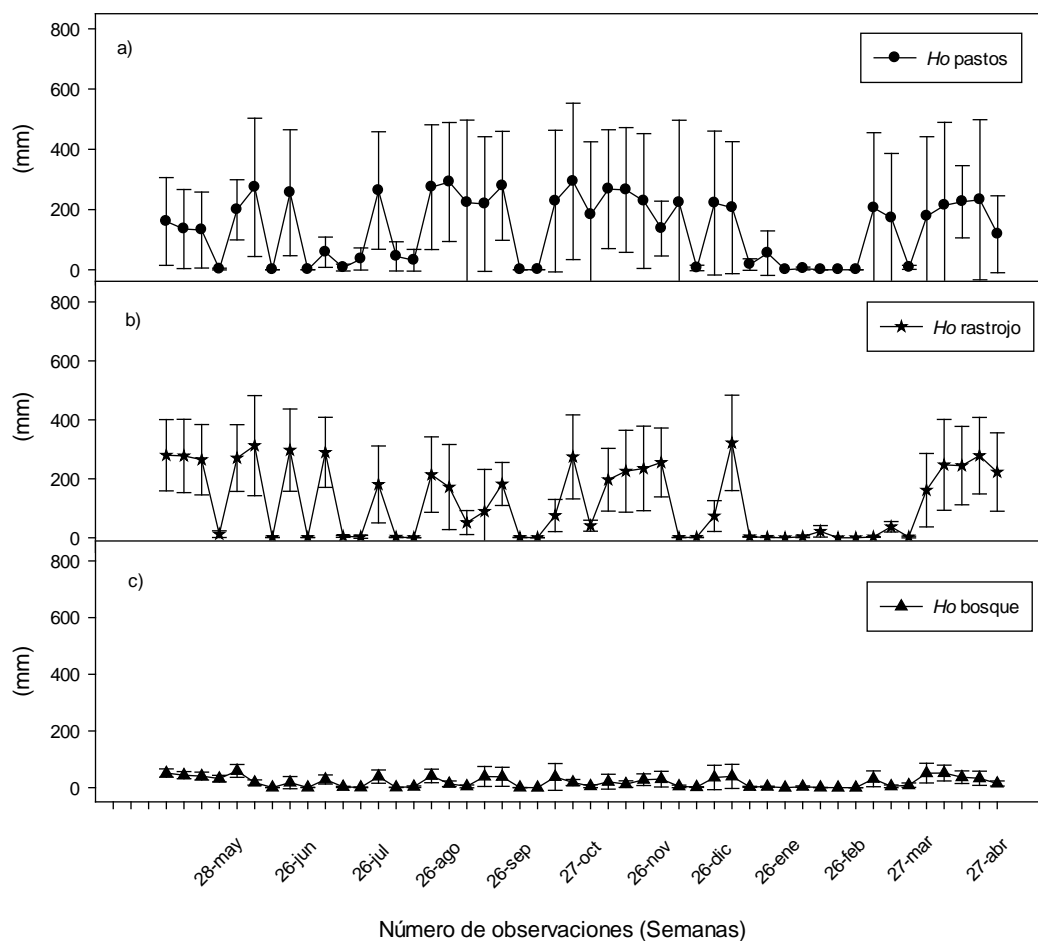 800
a)
Ho pastos
600
(mm)
400
200
0
800
b)
Ho rastrojo
600
(mm)
400
200
0
800
c)
Ho bosque
600
(mm)
400
200
0
28-may
26-jun
26-jul
26-ago
26-sep
27-oct
26-nov
26-dic
26-ene
26-feb
27-mar
27-abr
Número de observaciones (Semanas)